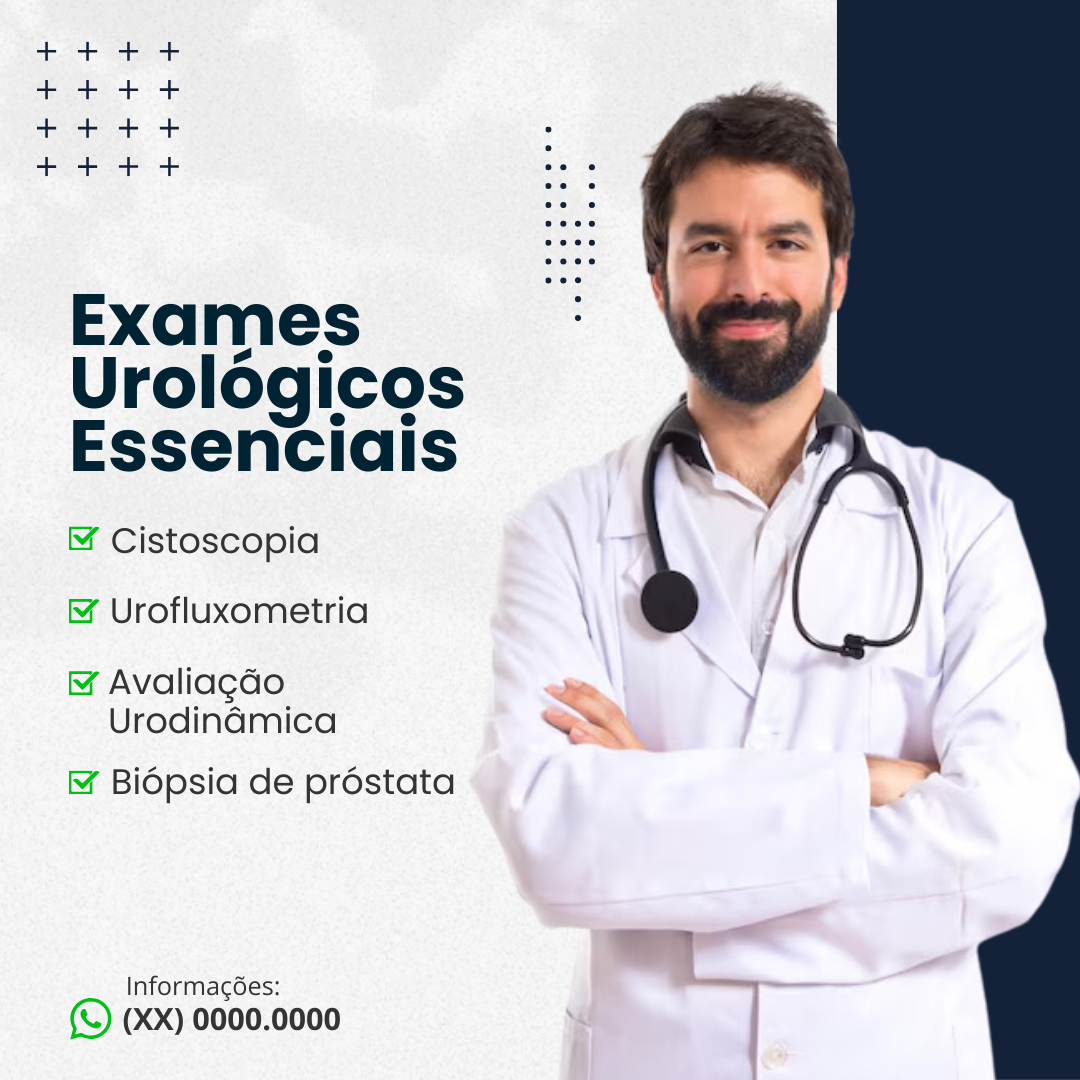 Exames
Urológicos
Essenciais
Cistoscopia
Urofluxometria
Avaliação
Urodinâmica
Biópsia de próstata
Informações:
(XX) 0000.0000